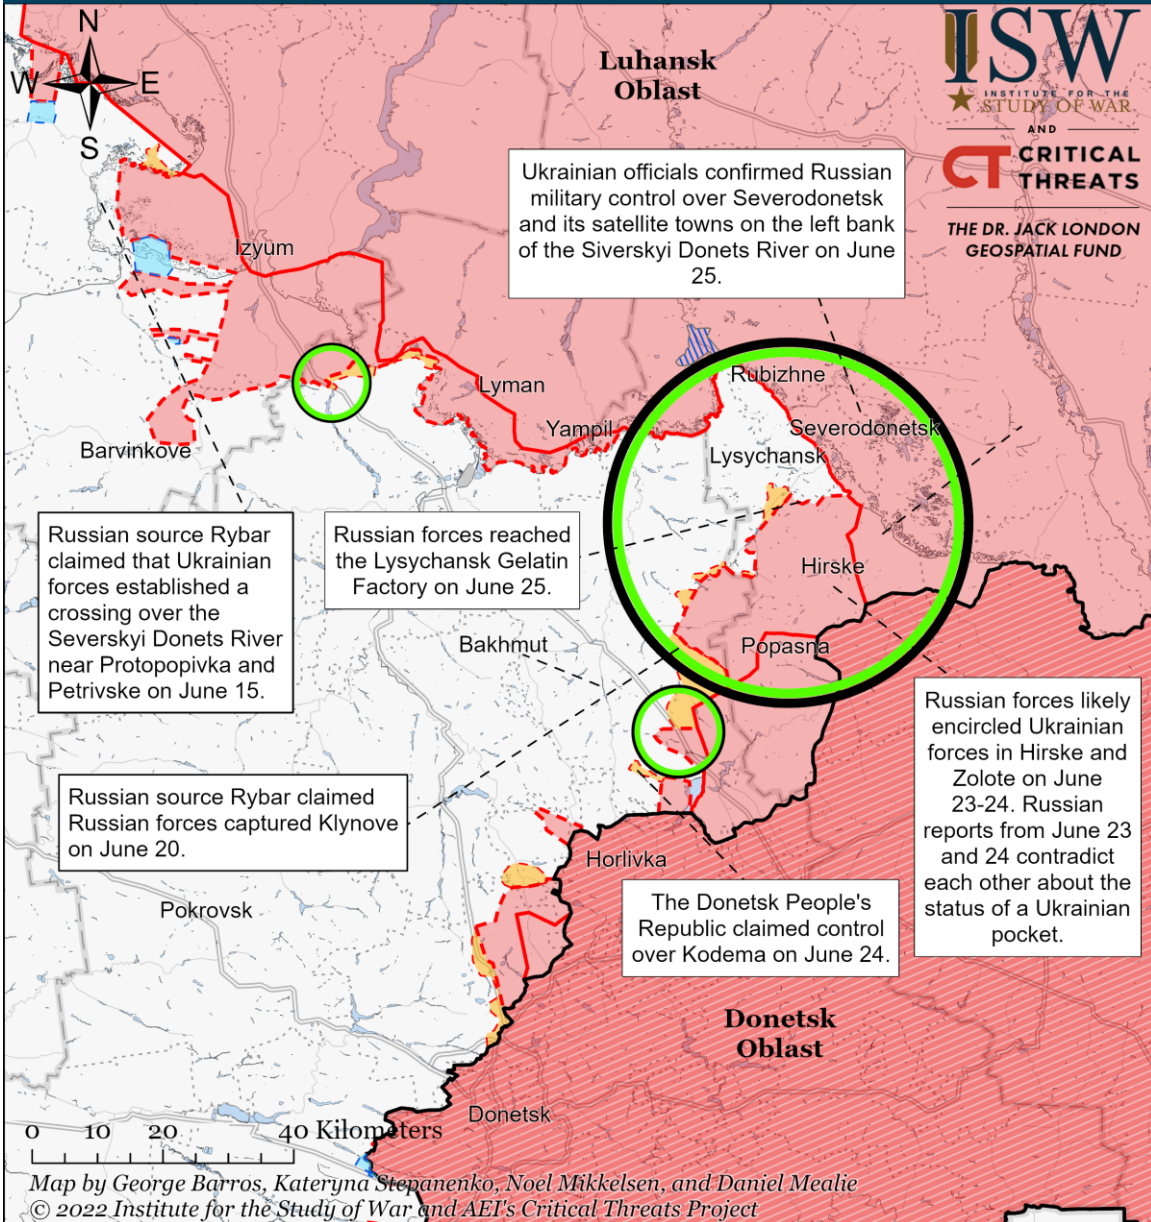 N
W
E
S
Luhansk
Oblast
ISW
INSTITUTE FOR THE
STUDY OF WAR
AND
CT CRITICAL
THREATS
THE DR. JACK LONDON
GEOSPATIAL FUND
Ukrainian officials confirmed Russian
military control over Severodonetsk
and its satellite towns on the left bank
of the Siverskyi Donets River on June
25.
Izyum
Lyman
Rubizhne
Yampil
Severodonetsk
Barvinkove
Lysychansk
Russian source Rybar
claimed that Ukrainian
forces established a
crossing over the
Severskyi Donets River
near Protopopivka and
Petrivske on June 15.
Russian forces reached
the Lysychansk Gelatin
Factory on June 25.
Hirske
Bakhmut
Popasna
Russian forces likely
encircled Ukrainian
forces in Hirske and
Zolote on June
23-24. Russian
reports from June 23
and 24 contradict
each other about the
status of a Ukrainian
pocket.
Russian source Rybar claimed
Russian forces captured Klynove
on June 20.
Horlivka
Pokrovsk
The Donetsk People's
Republic claimed control
over Kodema on June 24.
Donetsk
Oblast
Donetsk
0 10 20 40 Kilometers
Map by George Barros, Kateryna Stepanenko, Noel Mikkelsen, and Daniel Mealie
© 2022 Institute for the Study of War and AEI's Critical Threats Project